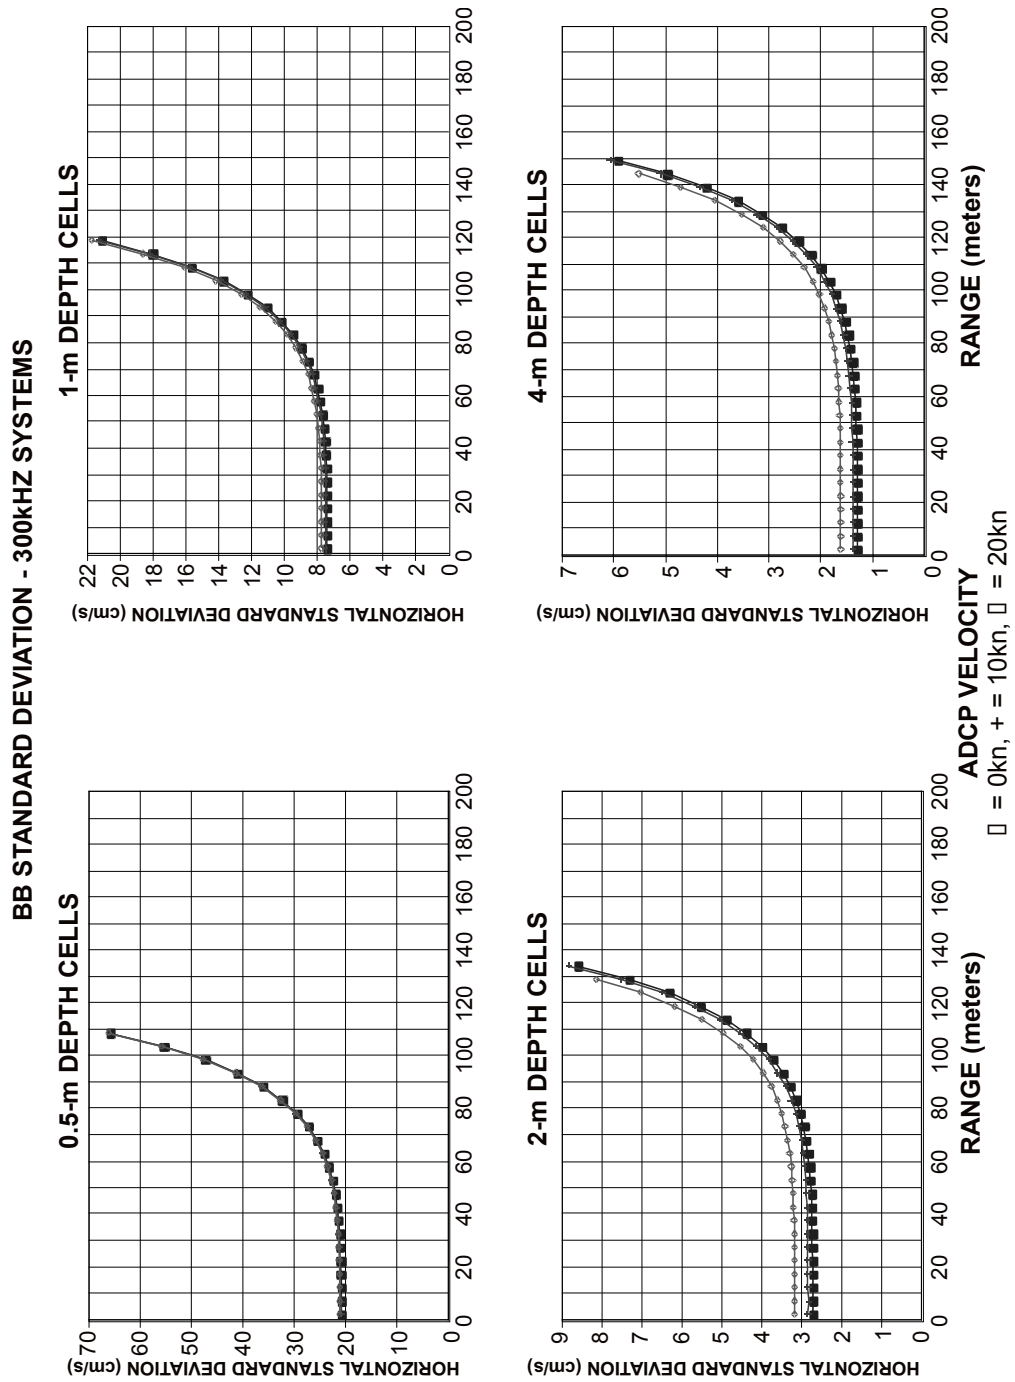 BB STANDARD DEVIATION - 300kHZ SYSTEMS
0.5-m DEPTH CELLS
HORIZONTAL STANDARD DEVIATION (cm/s)
70
60
50
40
30
20
10
0
0 20 40 60 80 100 120 140 160 180 200
1-m DEPTH CELLS
HORIZONTAL STANDARD DEVIATION (cm/s)
22
20
18
16
14
12
10
8
6
4
2
0
0 20 40 60 80 100 120 140 160 180 200
2-m DEPTH CELLS
HORIZONTAL STANDARD DEVIATION (cm/s)
9
8
7
6
5
4
3
2
1
0
0 20 40 60 80 100 120 140 160 180 200
RANGE (meters)
4-m DEPTH CELLS
HORIZONTAL STANDARD DEVIATION (cm/s)
7
6
5
4
3
2
1
0
0 20 40 60 80 100 120 140 160 180 200
RANGE (meters)
ADCP VELOCITY
▯ = 0kn, + = 10kn, ▯ = 20kn